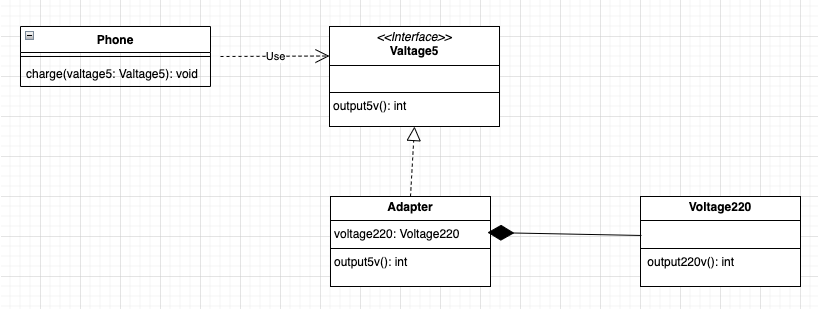 Phone
charge(valtage5: Valtage5): void
Use
<<Interface>>
Valtage5
output5v(): int
Adapter
voltage220: Voltage220
output5v(): int
Voltage220
output220v(): int